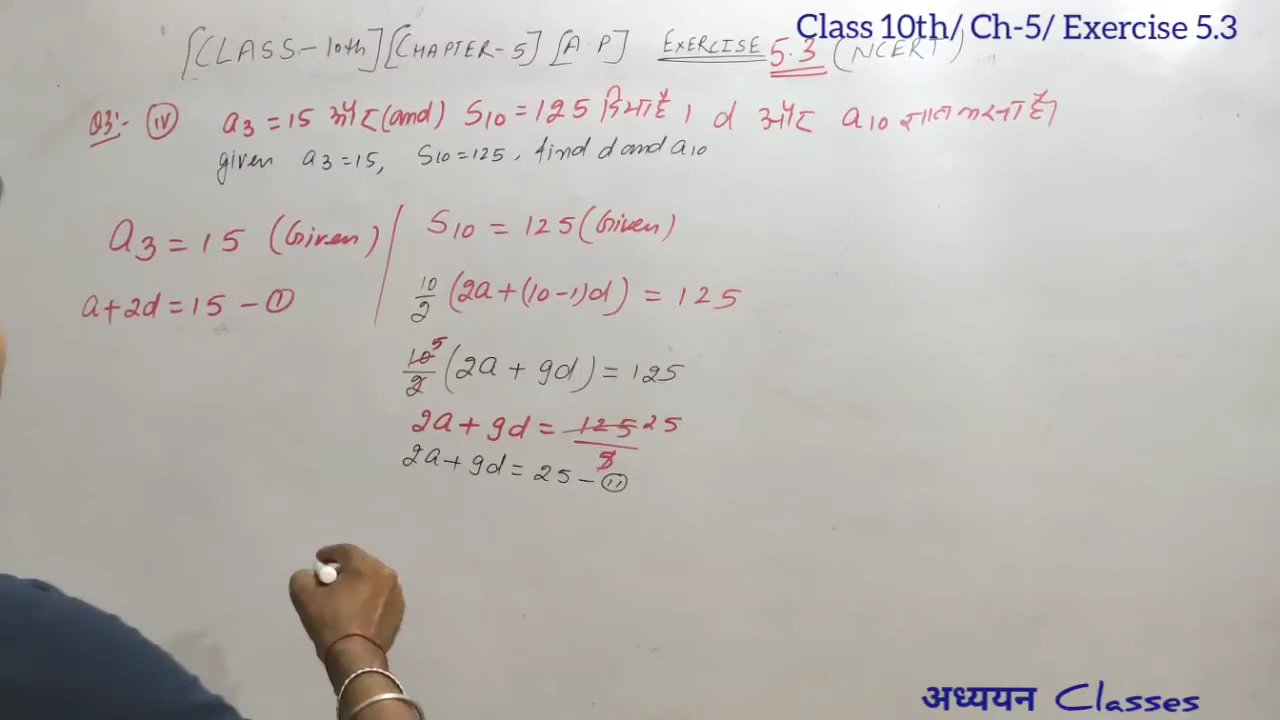 Class 10th/ Ch-5/ Exercise 5.3
[CLASS-10th] [CHAPTER-5] [A.P] EXERCISE 5.3 (NCERT)
Q3:- (iv) a3 = 15 और (and) S10 = 125 दिया है। d और a10 ज्ञात करना है।
given a3 = 15, S10 = 125, find d and a10
a3 = 15 (Given)
a + 2d = 15 - (1)
S10 = 125 (Given)
10/2 (2a + (10-1)d) = 125
10/2 5 (2a + 9d) = 125
2a + 9d = 125/5 25
2a + 9d = 25 - (11)
अध्ययन Classes